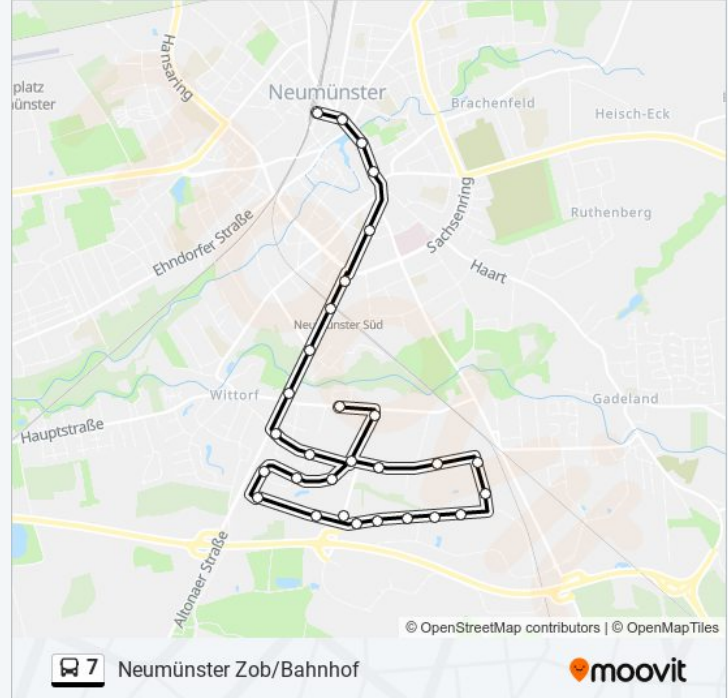 Hansaring
platz
ünster
Neumünster
Brachenfeld
Heisch-Eck
Sachsenring
Ruthenberg
Ehndorfer Straße
Haart
Neumünster Süd
Wittorf
Gadeland
Hauptstraße
Altonaer Straße
© OpenStreetMap contributors | © OpenMapTiles
7 Neumünster Zob/Bahnhof
moovit